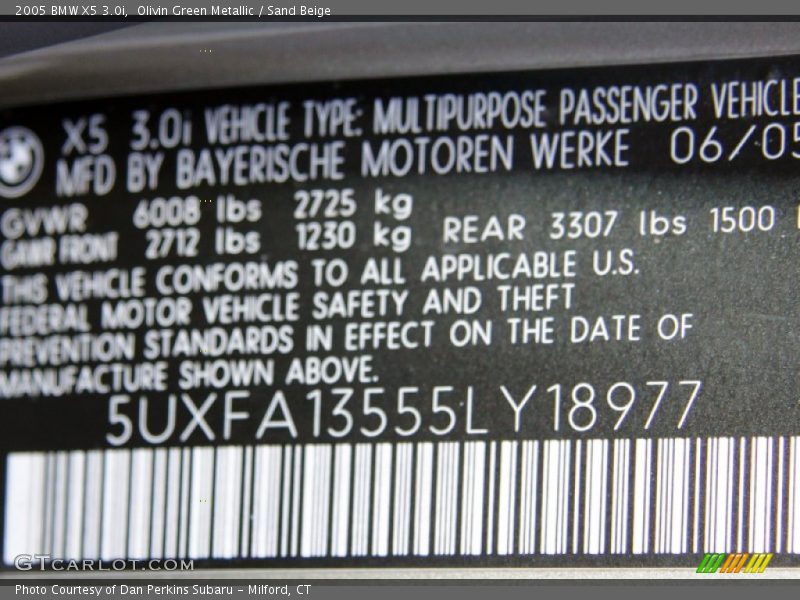 2005 BMW X5 3.0i,  Olivin Green Metallic / Sand Beige
X5 3.0i VEHICLE TYPE: MULTIPURPOSE PASSENGER VEHICLE
MFD BY BAYERISCHE MOTOREN WERKE 06/05
GVWR 6008 lbs 2725 kg
GAWR FRONT 2712 lbs 1230 kg REAR 3307 lbs 1500
THIS VEHICLE CONFORMS TO ALL APPLICABLE U.S.
FEDERAL MOTOR VEHICLE SAFETY AND THEFT
PREVENTION STANDARDS IN EFFECT ON THE DATE OF
MANUFACTURE SHOWN ABOVE.
5UXFA13555LY18977
GTCARLOT.COM
Photo Courtesy of Dan Perkins Subaru - Milford, CT